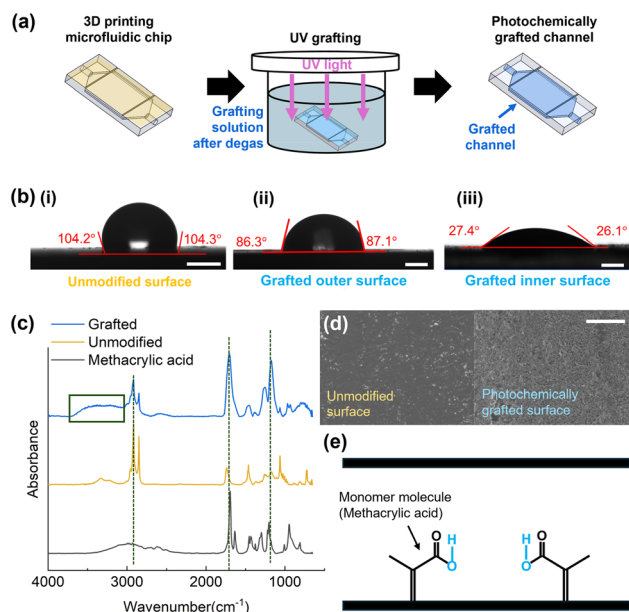 (a)
3D printing
microfluidic chip
UV grafting
UV light
Grafting
solution
after degas
Photochemically
grafted channel
Grafted
channel
(b)
(i)
104.2°
104.3°
Unmodified surface
(ii)
86.3°
87.1°
Grafted outer surface
(iii)
27.4°
26.1°
Grafted inner surface
(c)
Grafted
Unmodified
Methacrylic acid
Absorbance
4000
3000
2000
1000
Wavenumber(cm⁻¹)
(d)
Unmodified
surface
Photochemically
grafted surface
(e)
Monomer molecule
(Methacrylic acid)
O
H
O
H
O
O